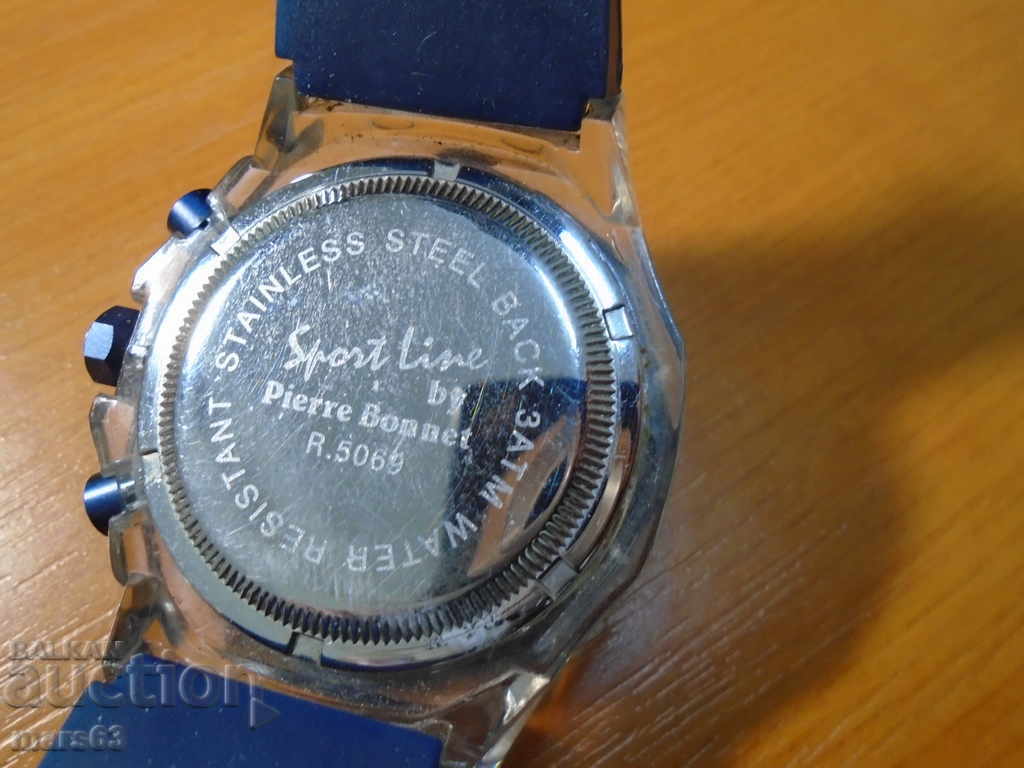 STAINLESS STEEL BACK 3ATM WATER RESISTANT
Sport Line
by
Pierre Bonnet
R.5069
BALKAN
auction
mars63